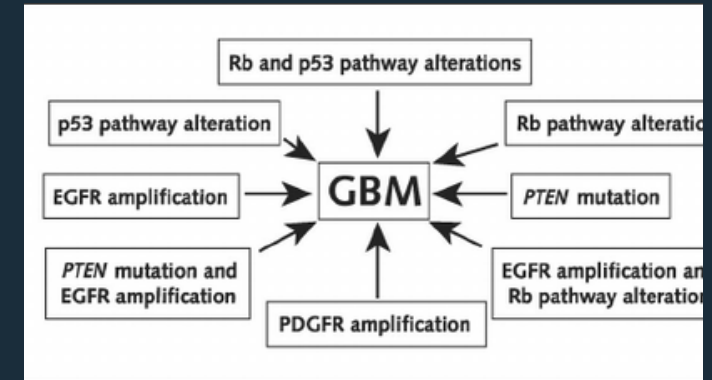 Rb and p53 pathway alterations
p53 pathway alteration
Rb pathway alteratio
EGFR amplification
GBM
PTEN mutation
PTEN mutation and
EGFR amplification
EGFR amplification an
Rb pathway alteration
PDGFR amplification